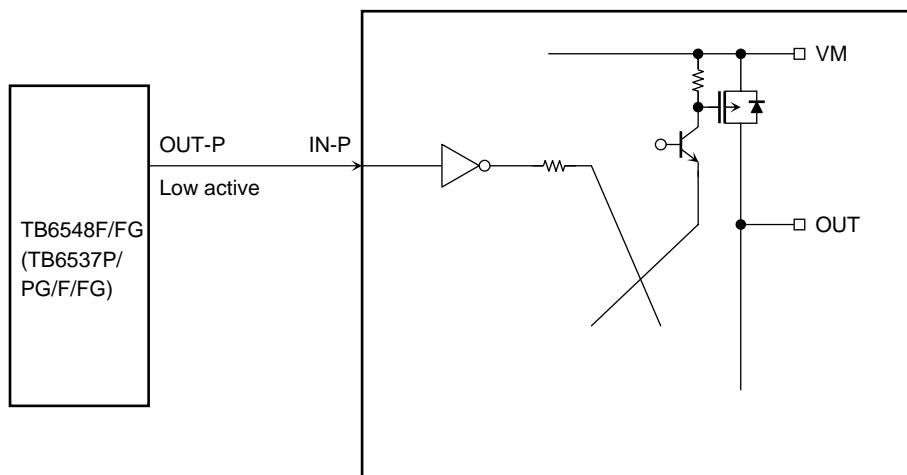 VM
OUT-P
IN-P
Low active
TB6548F/FG
(TB6537P/
PG/F/FG)
OUT